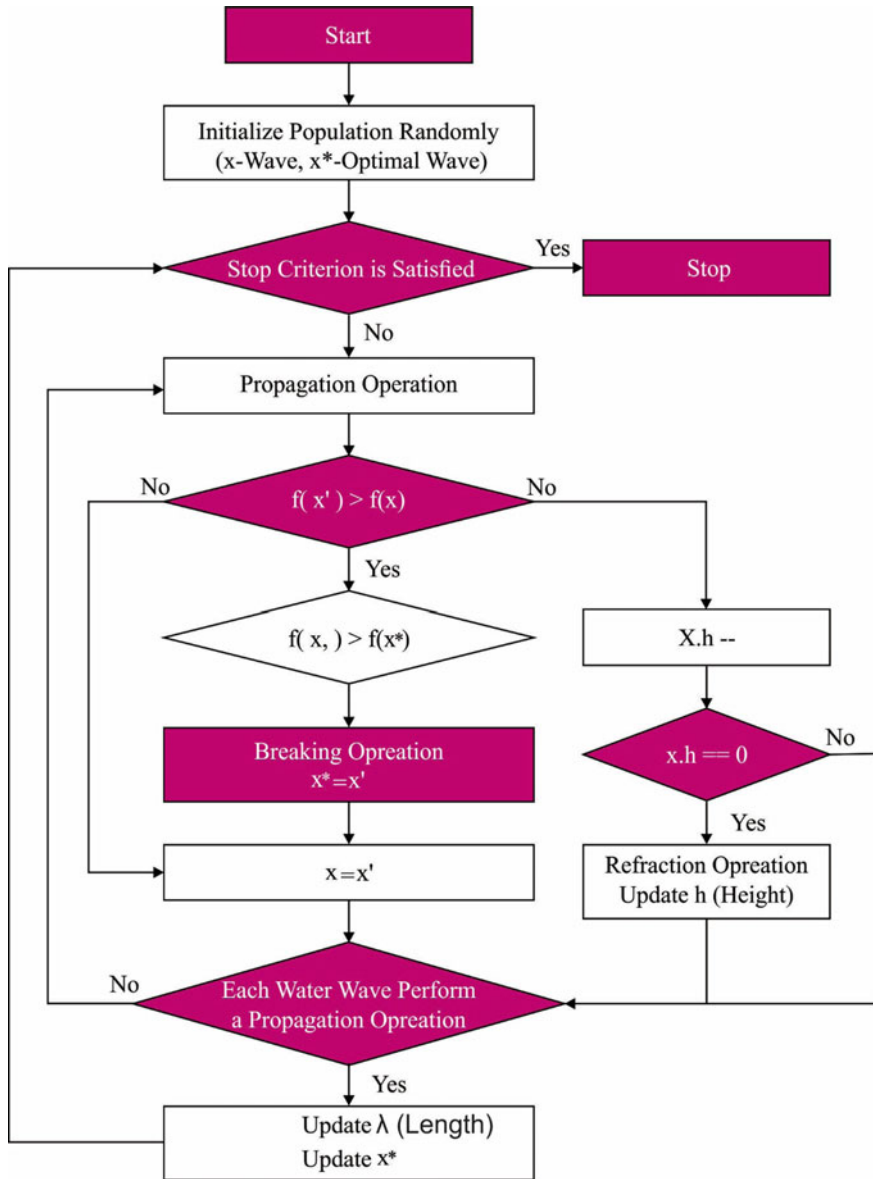 Start
Initialize Population Randomly
(x-Wave, x*-Optimal Wave)
Stop Criterion is Satisfied
Yes
Stop
No
Propagation Operation
No
f( x' ) > f(x)
No
Yes
f( x, ) > f(x*)
X.h --
Breaking Opreation
x*=x'
x.h == 0
No
Yes
x=x'
Refraction Opreation
Update h (Height)
No
Each Water Wave Perform
a Propagation Opreation
Yes
Update λ (Length)
Update x*